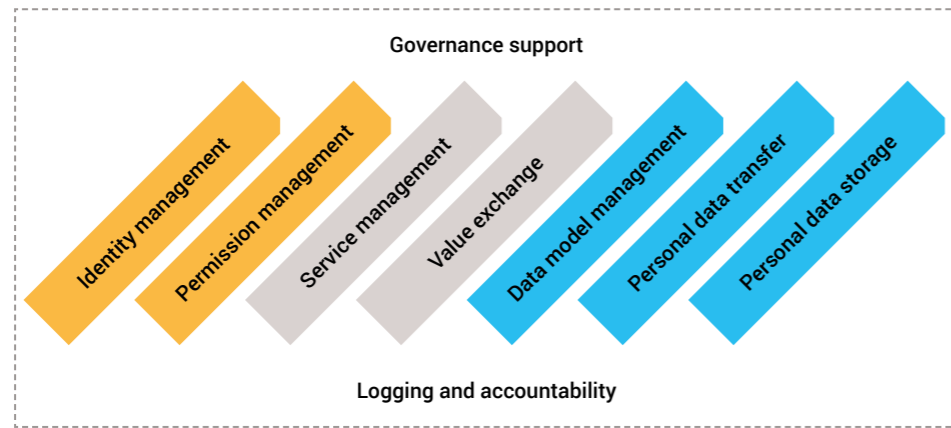 Governance support
Identity management
Permission management
Service management
Value exchange
Data model management
Personal data transfer
Personal data storage
Logging and accountability